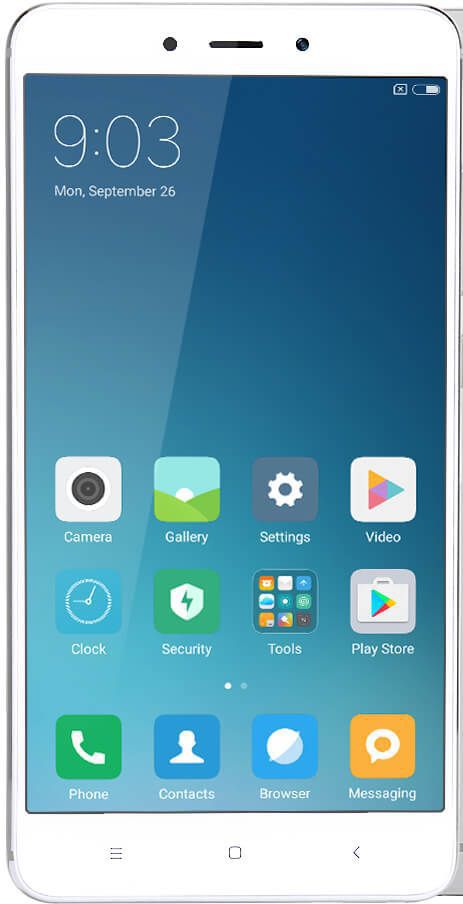 9:03
Mon, September 26
Camera Gallery Settings Video
Clock Security Tools Play Store
Phone Contacts Browser Messaging